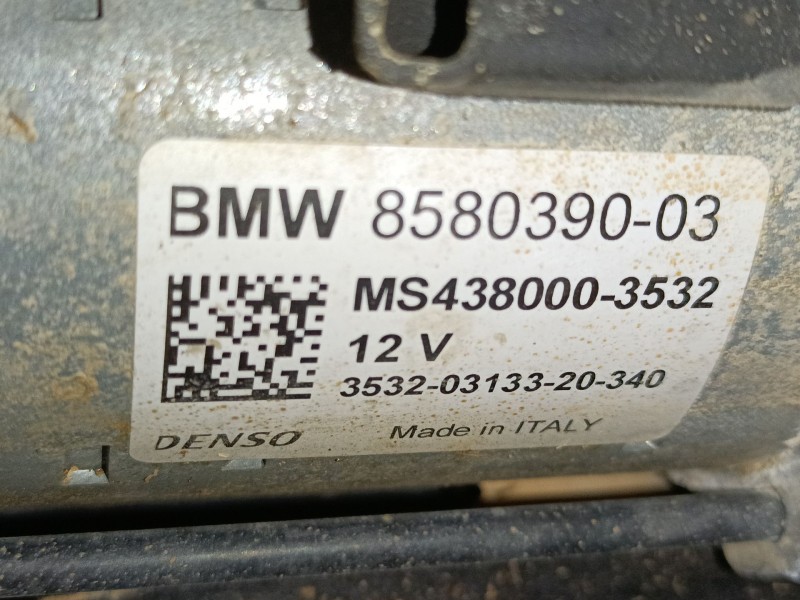 BMW 8580390-03
MS438000-3532
12 V
3532-03133-20-340
DENSO Made in ITALY